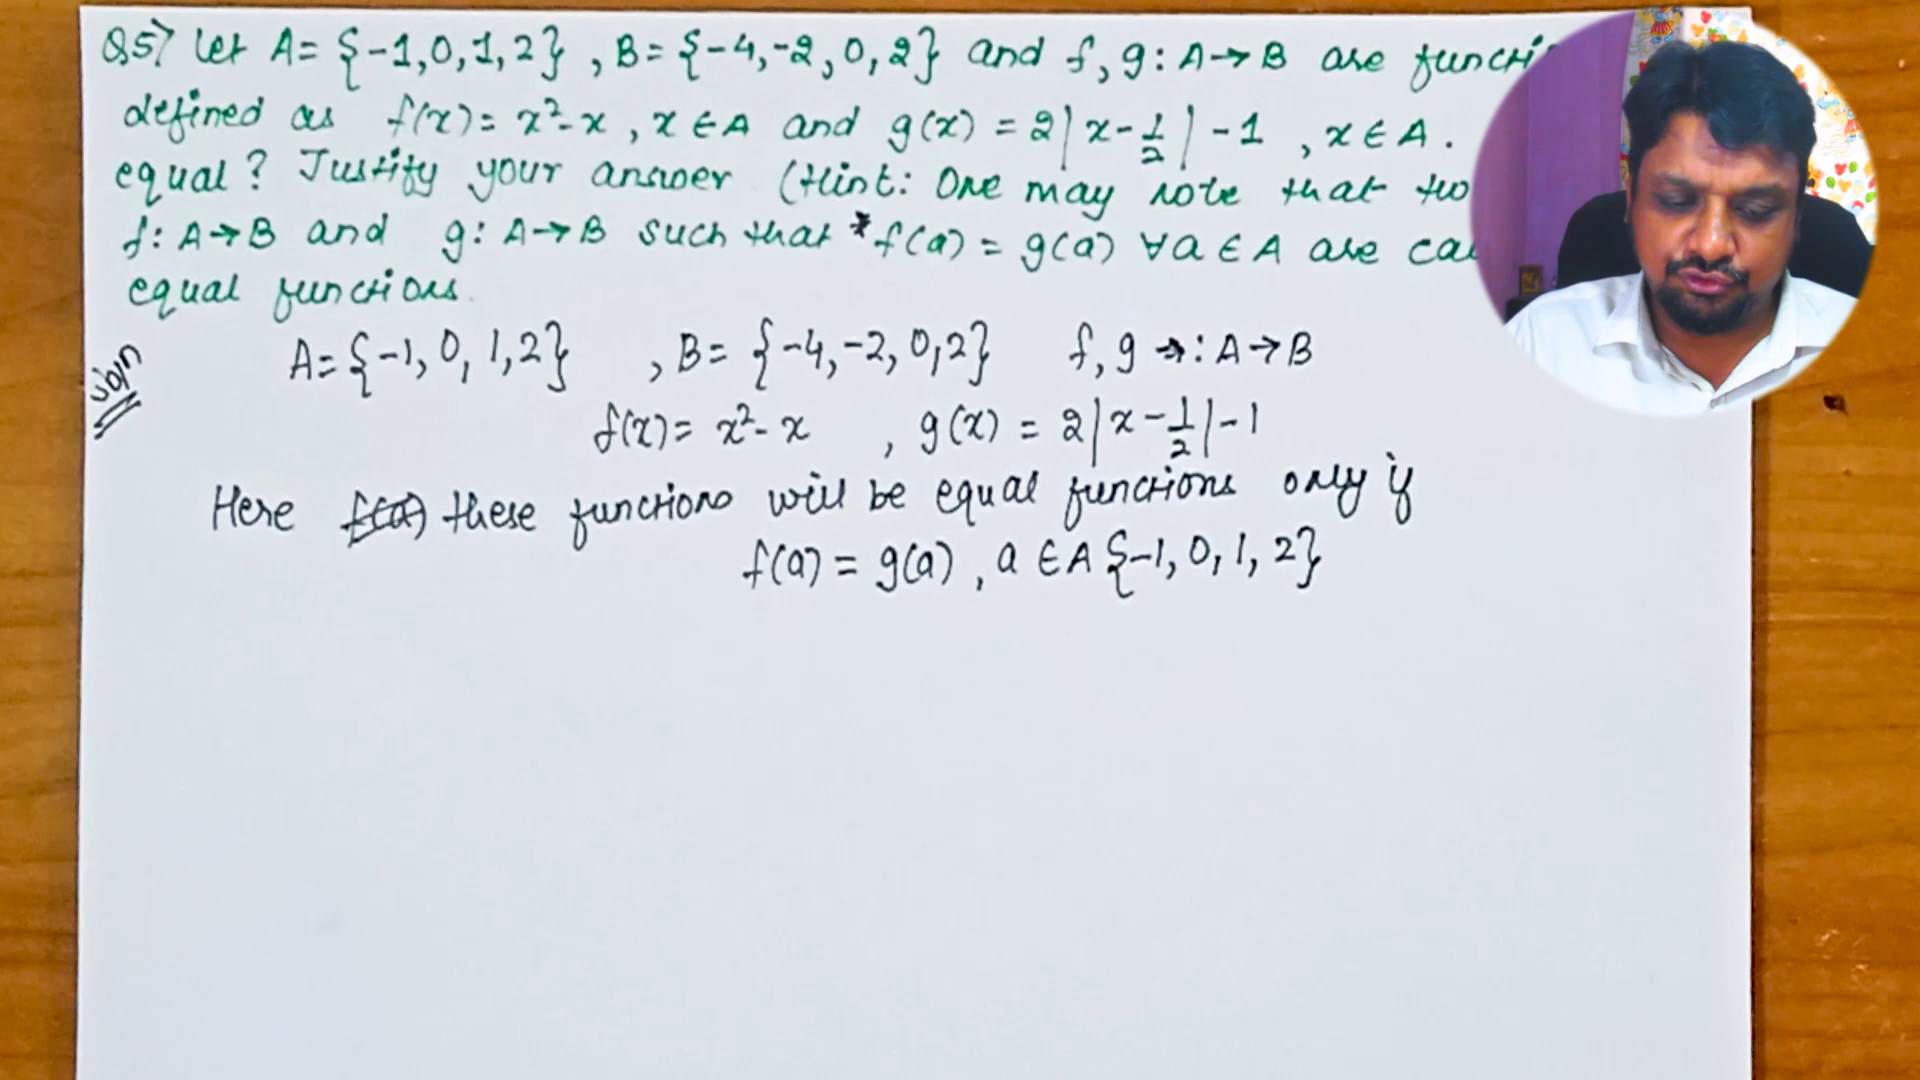 Q5) Let A= {-1,0,1,2} , B= {-4,-2,0,2} and f,g: A→B are
defined as f(x)= x²-x , x∈A and g(x) = 2|x-1/2|-1 , x∈A.
equal? Justify your answer (Hint: One may note that
f: A→B and g: A→B such that f(a) = g(a) ∀a∈A are
equal functions.
Soln
A= {-1, 0, 1, 2} , B= {-4,-2, 0, 2} f,g : A→B
f(x)= x²-x , g(x) = 2|x-1/2|-1
Here these functions will be equal functions only if
f(a) = g(a) , a ∈A {-1, 0, 1, 2}